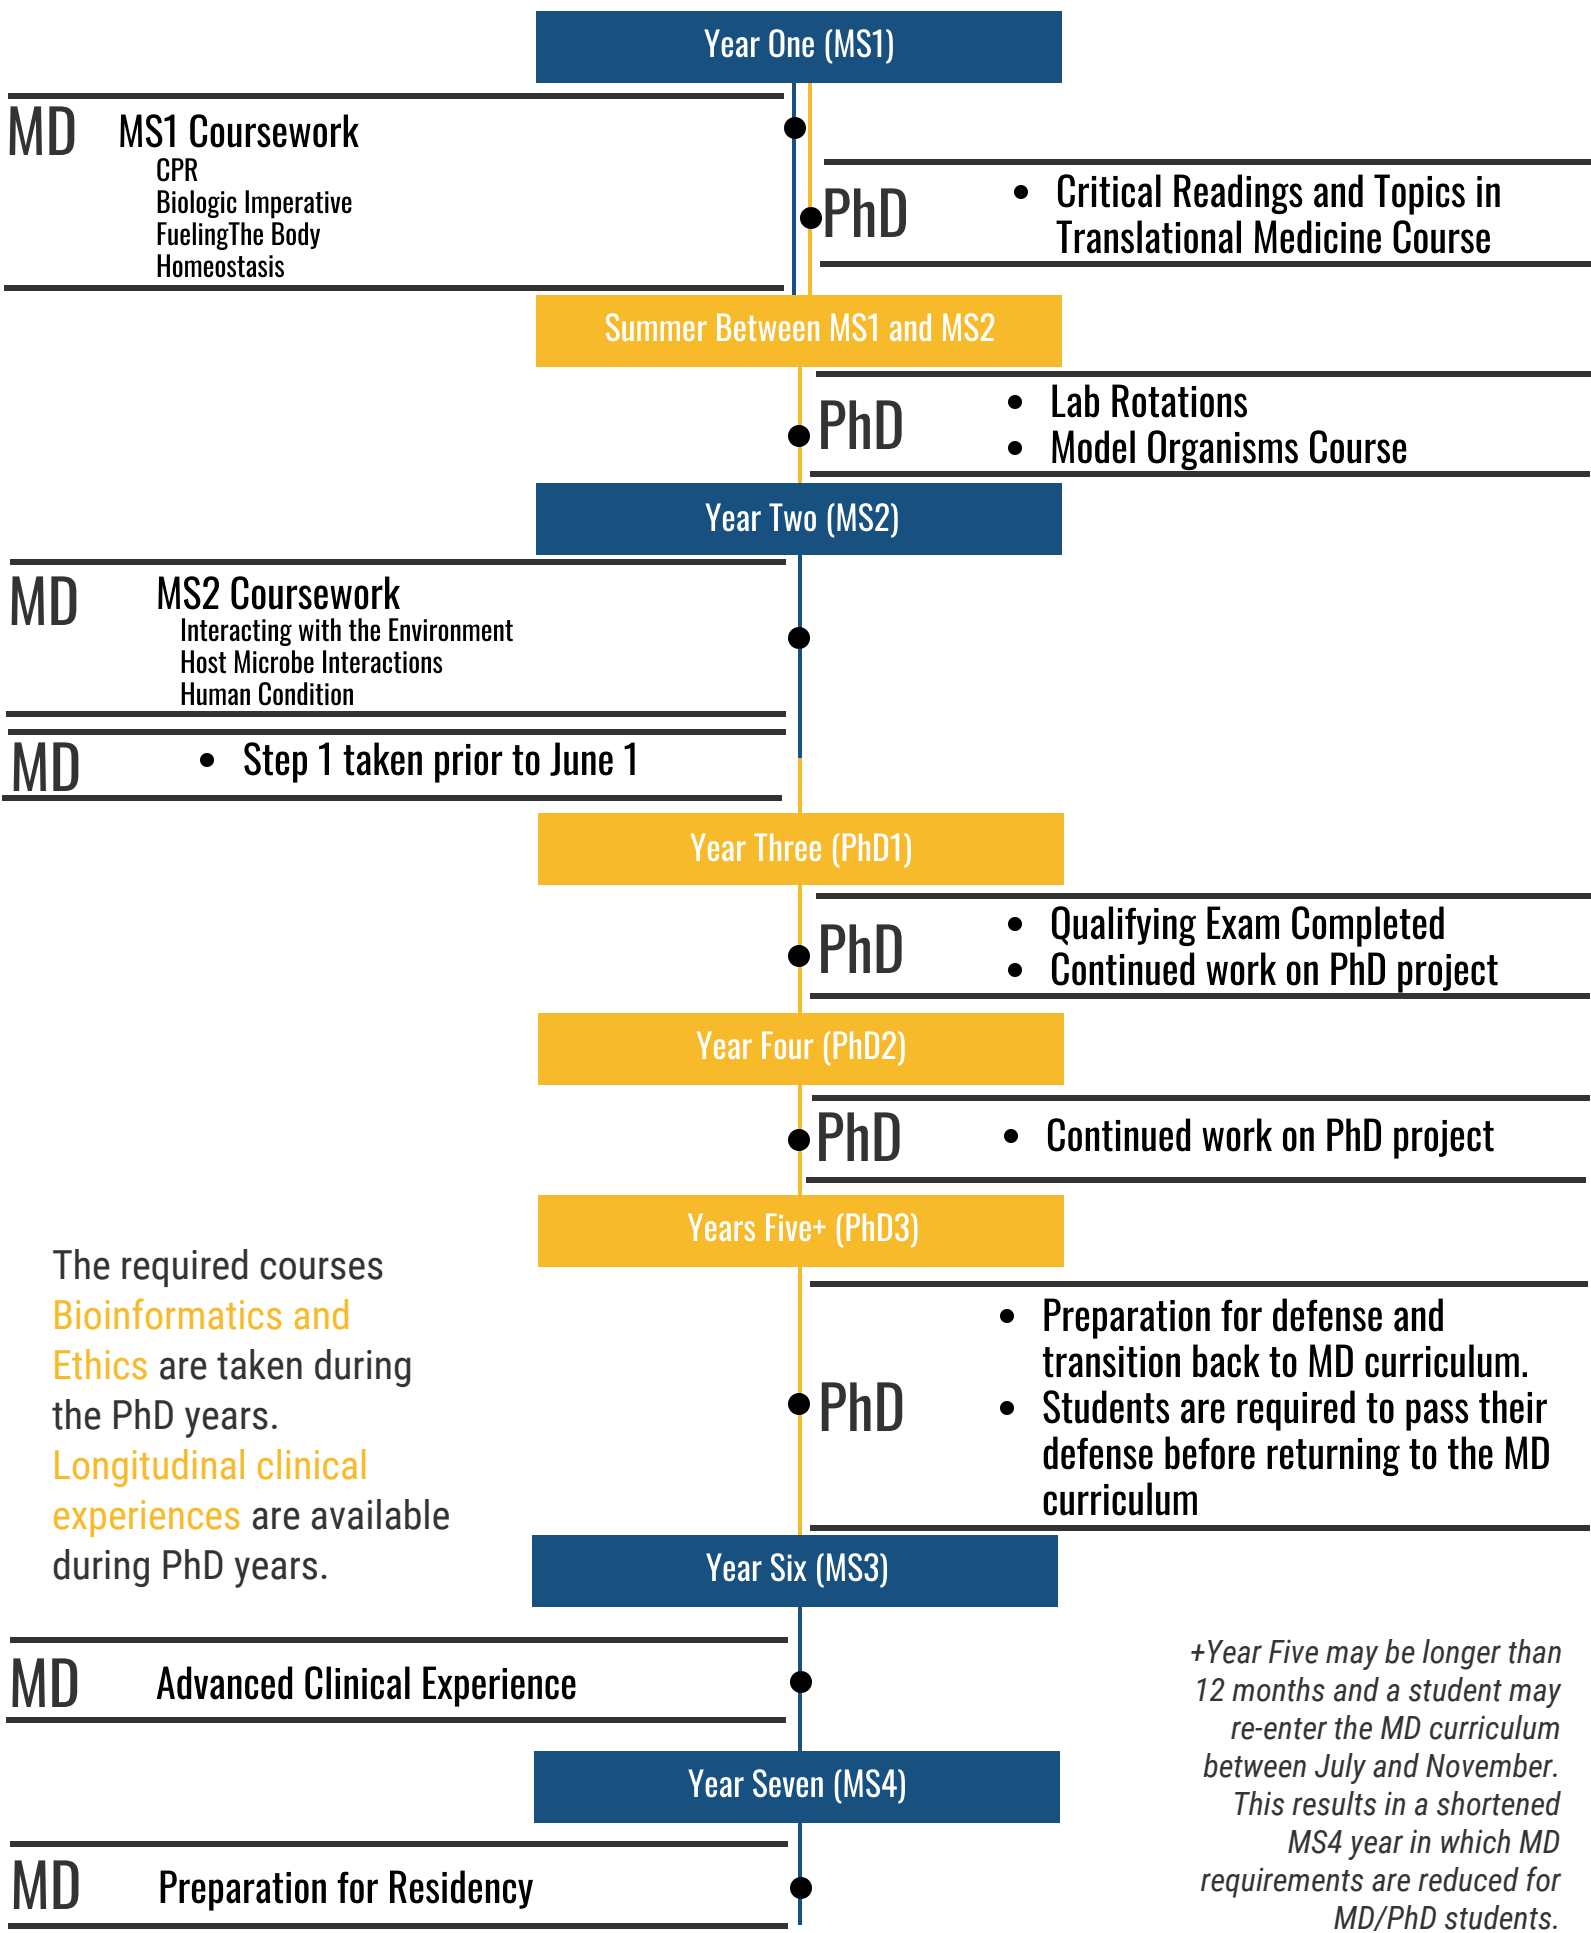 Year One (MS1)
MD
MS1 Coursework
CPR
Biologic Imperative
FuelingThe Body
Homeostasis
PhD
• Critical Readings and Topics in
Translational Medicine Course
Summer Between MS1 and MS2
PhD
• Lab Rotations
• Model Organisms Course
Year Two (MS2)
MD
MS2 Coursework
Interacting with the Environment
Host Microbe Interactions
Human Condition
MD
• Step 1 taken prior to June 1
Year Three (PhD1)
PhD
• Qualifying Exam Completed
• Continued work on PhD project
Year Four (PhD2)
PhD
• Continued work on PhD project
Years Five+ (PhD3)
PhD
• Preparation for defense and
transition back to MD curriculum.
• Students are required to pass their
defense before returning to the MD
curriculum
The required courses
Bioinformatics and
Ethics are taken during
the PhD years.
Longitudinal clinical
experiences are available
during PhD years.
Year Six (MS3)
MD
Advanced Clinical Experience
Year Seven (MS4)
MD
Preparation for Residency
+Year Five may be longer than
12 months and a student may
re-enter the MD curriculum
between July and November.
This results in a shortened
MS4 year in which MD
requirements are reduced for
MD/PhD students.